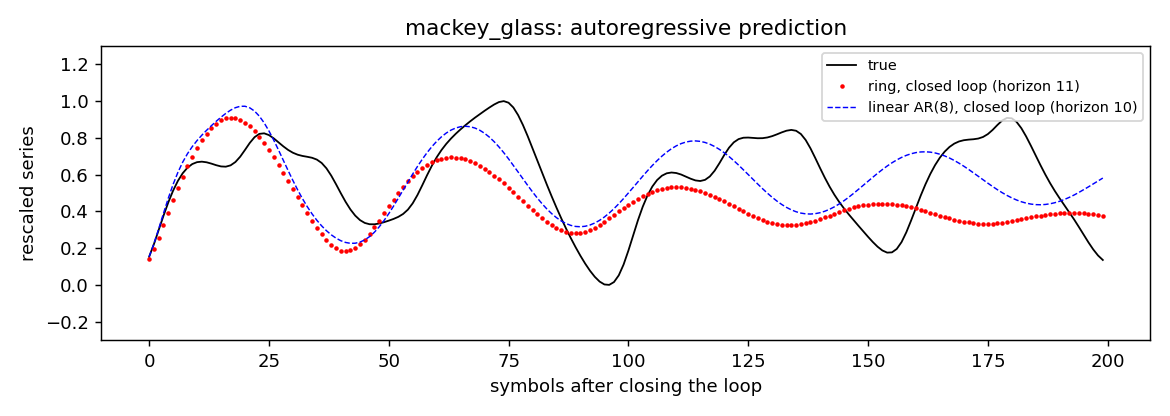 mackey_glass: autoregressive prediction
true
ring, closed loop (horizon 11)
linear AR(8), closed loop (horizon 10)
rescaled series
1.2
1.0
0.8
0.6
0.4
0.2
0.0
−0.2
0 25 50 75 100 125 150 175 200
symbols after closing the loop